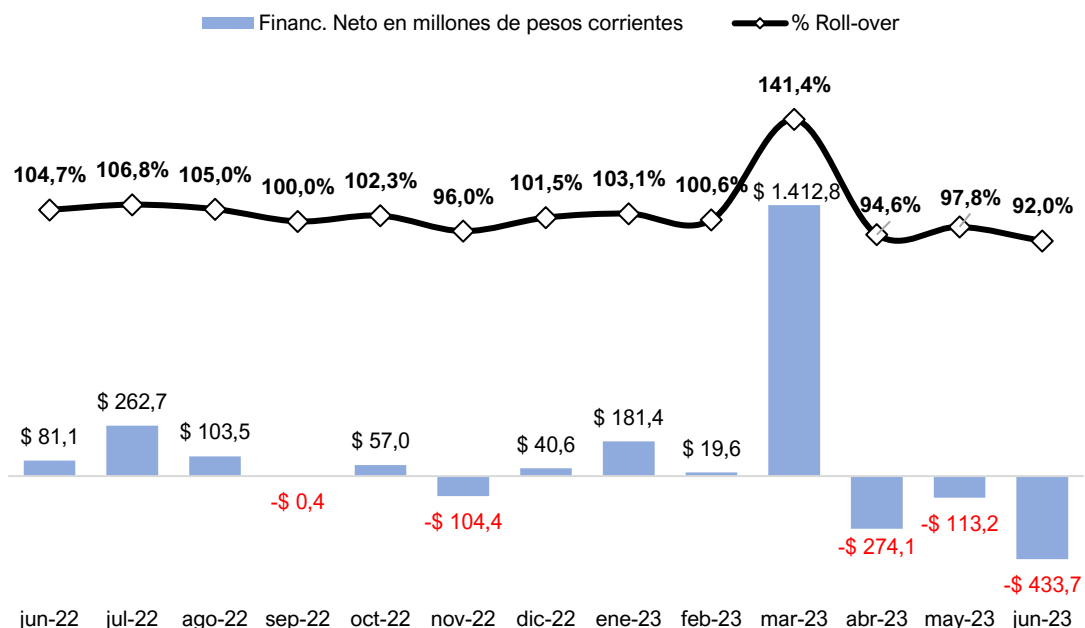 Financ. Neto en millones de pesos corrientes % Roll-over
141,4%
104,7% 106,8% 105,0% 100,0% 102,3% 96,0% 101,5% 103,1% 100,6% 94,6% 97,8% 92,0%
$ 1.412,8
$ 81,1 $ 262,7 $ 103,5 $ 57,0 $ 40,6 $ 181,4 $ 19,6
-$ 0,4 -$ 104,4 -$ 274,1 -$ 113,2 -$ 433,7
jun-22 jul-22 ago-22 sep-22 oct-22 nov-22 dic-22 ene-23 feb-23 mar-23 abr-23 may-23 jun-23